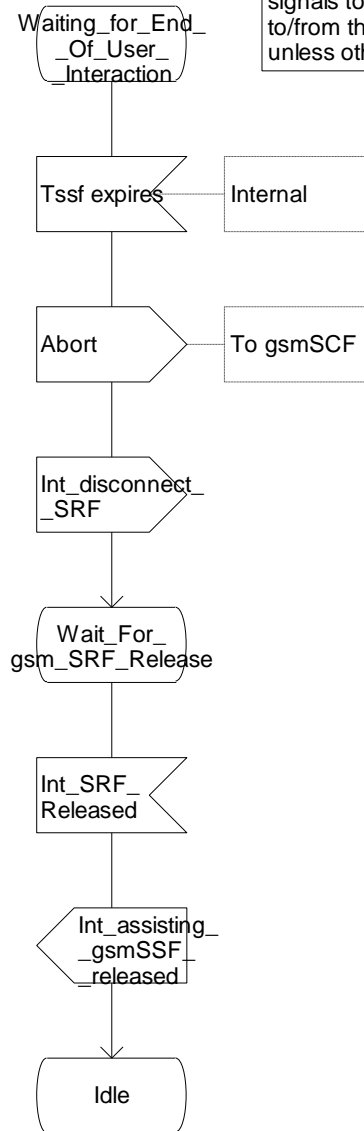 signals to
to/from th
unless oth
Waiting_for_End_
_Of_User_
_Interaction
Tssf expires
Internal
Abort
To gsmSCF
Int_disconnect_
_SRF
Wait_For_
gsm_SRF_Release
Int_SRF_
Released
Int_assisting_
_gsmSSF_
_released
Idle